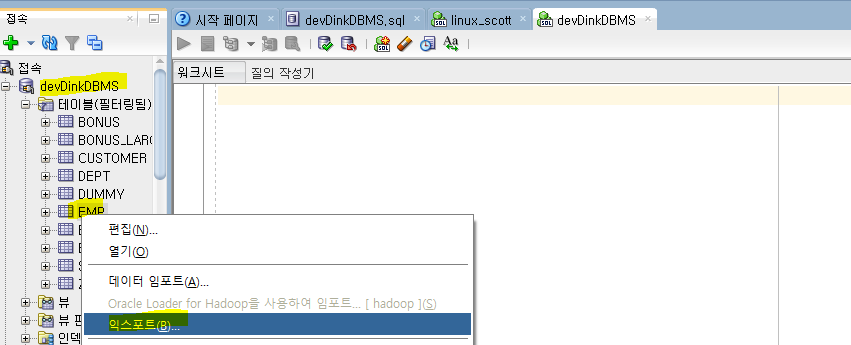 접속
시작 페이지
devDinkDBMS.sql
linux_scott
devDinkDBMS
접속
워크시트
질의 작성기
devDinkDBMS
테이블(필터링됨)
BONUS
BONUS_LARG
CUSTOMER
DEPT
DUMMY
EMP
편집(N)...
열기(O)
데이터 임포트(A)...
Oracle Loader for Hadoop을 사용하여 임포트... [ hadoop ](S)
뷰
익스포트(B)...
인덱